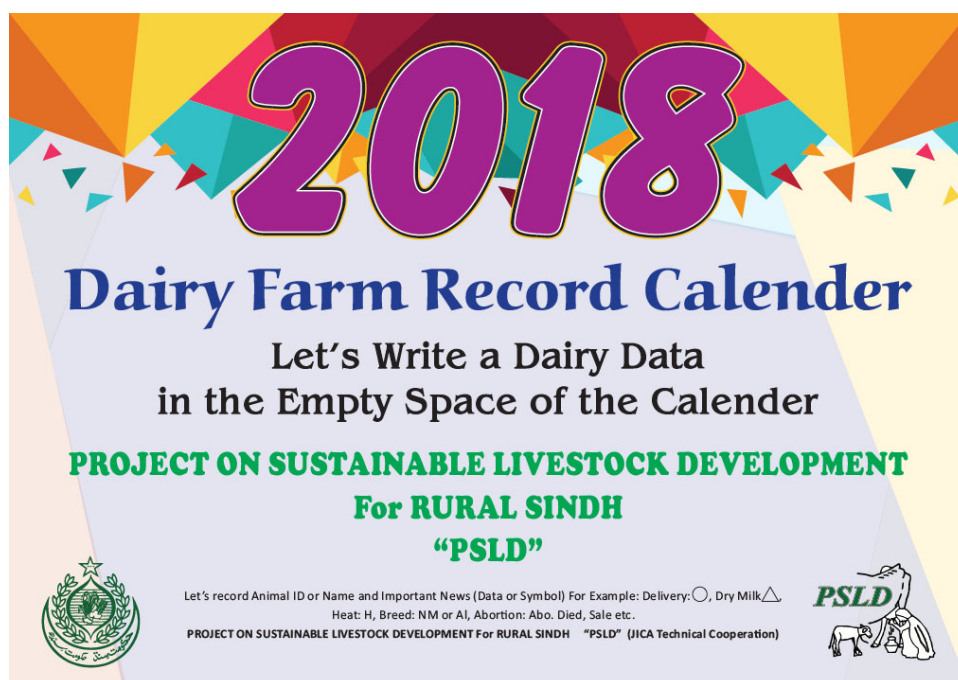 2018
Dairy Farm Record Calender
Let's Write a Dairy Data
in the Empty Space of the Calender
PROJECT ON SUSTAINABLE LIVESTOCK DEVELOPMENT
For RURAL SINDH
“PSLD”
Let's record Animal ID or Name and Important News (Data or Symbol) For Example: Delivery:◯, Dry Milk△,
Heat: H, Breed: NM or Al, Abortion: Abo. Died, Sale etc.
PROJECT ON SUSTAINABLE LIVESTOCK DEVELOPMENT For RURAL SINDH “PSLD” (JICA Technical Cooperation)
PSLD